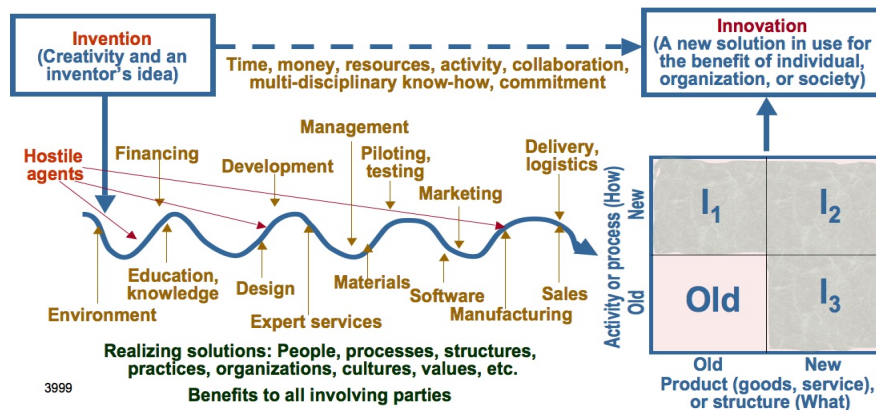 Invention
(Creativity and an
inventor's idea)
Time, money, resources, activity, collaboration,
multi-disciplinary know-how, commitment
Innovation
(A new solution in use for
the benefit of individual,
organization, or society)
Hostile
agents
Financing
Development
Management
Piloting,
testing
Marketing
Delivery,
logistics
Environment
Education,
knowledge
Design
Expert services
Materials
Software
Manufacturing
Sales
Realizing solutions: People, processes, structures,
practices, organizations, cultures, values, etc.
Benefits to all involving parties
3999
Activity or process (How)
New
Old
I1
I2
Old
I3
Old
New
Product (goods, service),
or structure (What)